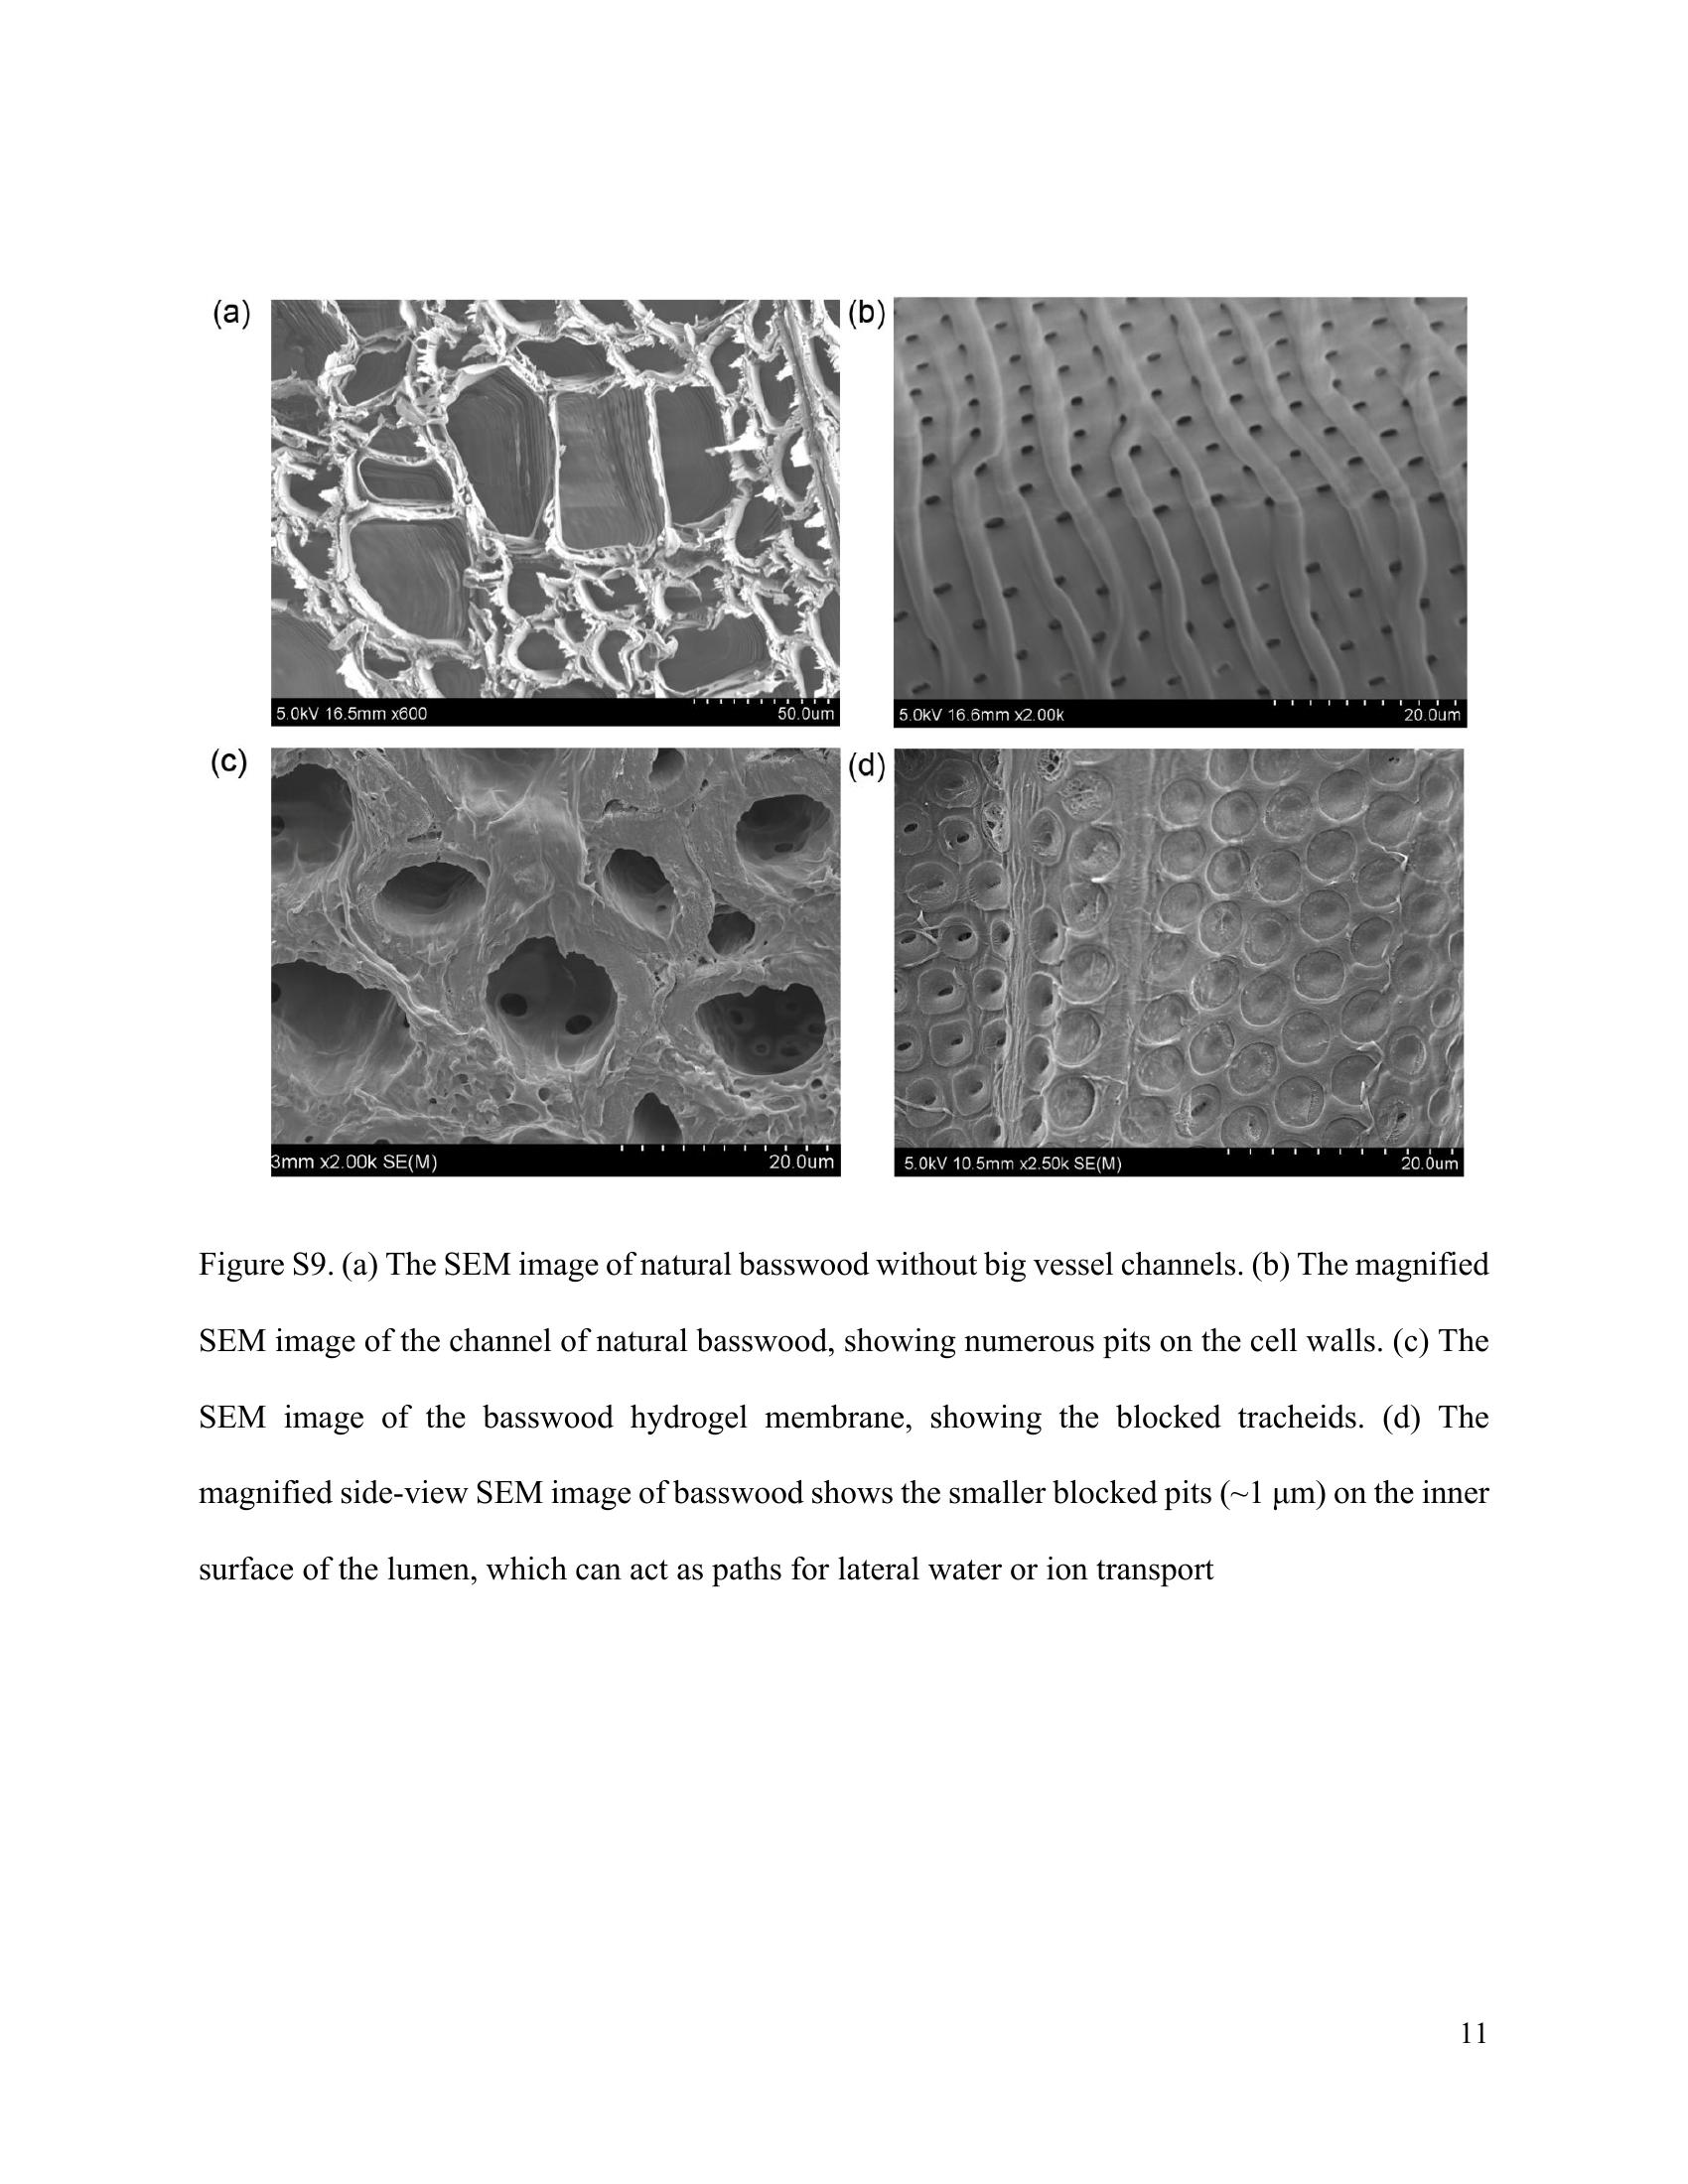 (a)
(b)
5.0kV 16.5mm x600 50.0um
5.0kV 16.6mm x2.00k 20.0um
(c)
(d)
3mm x2.00k SE(M) 20.0um
5.0kV 10.5mm x2.50k SE(M) 20.0um
Figure S9. (a) The SEM image of natural basswood without big vessel channels. (b) The magnified
SEM image of the channel of natural basswood, showing numerous pits on the cell walls. (c) The
SEM image of the basswood hydrogel membrane, showing the blocked tracheids. (d) The
magnified side-view SEM image of basswood shows the smaller blocked pits (~1 μm) on the inner
surface of the lumen, which can act as paths for lateral water or ion transport
11